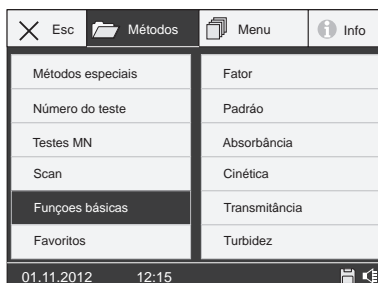 Esc Métodos Menu Info
Métodos especiais Fator
Número do teste Padráo
Testes MN Absorbância
Scan Cinética
Funçoes básicas Transmitância
Favoritos Turbidez
01.11.2012 12:15